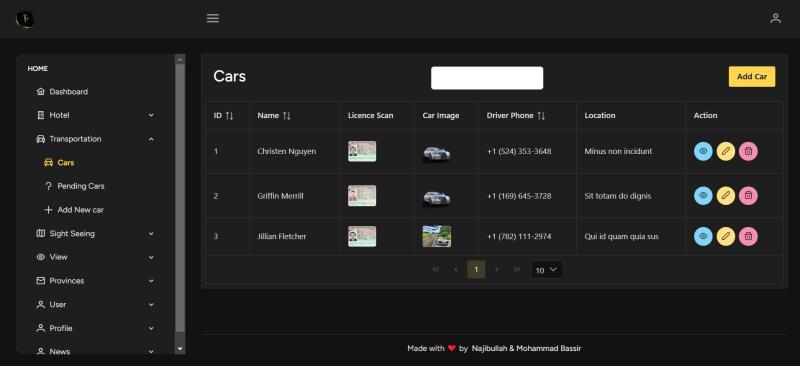 HOME
Dashboard
Hotel
Transportation
Cars
Pending Cars
Add New car
Sight Seeing
View
Provinces
User
Profile
News
Cars
Add Car
ID Name Licence Scan Car Image Driver Phone Location Action
1 Christen Nguyen +1 (524) 353-3648 Minus non incidunt
2 Griffin Merrill +1 (169) 645-3728 Sit totam do dignis
3 Jillian Fletcher +1 (782) 111-2974 Qui id quam quia sus
« ‹ 1 › » 10
Made with ❤ by Najibullah & Mohammad Bassir